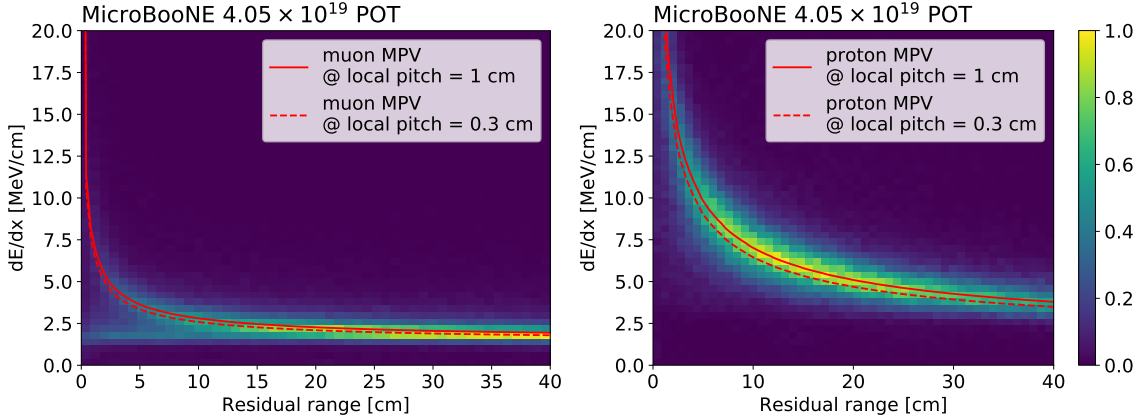 MicroBooNE 4.05 × 10¹⁹ POT
20.0
17.5
15.0
12.5
10.0
7.5
5.0
2.5
0.0
dE/dx [MeV/cm]
muon MPV
@ local pitch = 1 cm
muon MPV
@ local pitch = 0.3 cm
0 5 10 15 20 25 30 35 40
Residual range [cm]
MicroBooNE 4.05 × 10¹⁹ POT
20.0
17.5
15.0
12.5
10.0
7.5
5.0
2.5
0.0
dE/dx [MeV/cm]
proton MPV
@ local pitch = 1 cm
proton MPV
@ local pitch = 0.3 cm
0 10 20 30 40
Residual range [cm]
1.0
0.8
0.6
0.4
0.2
0.0